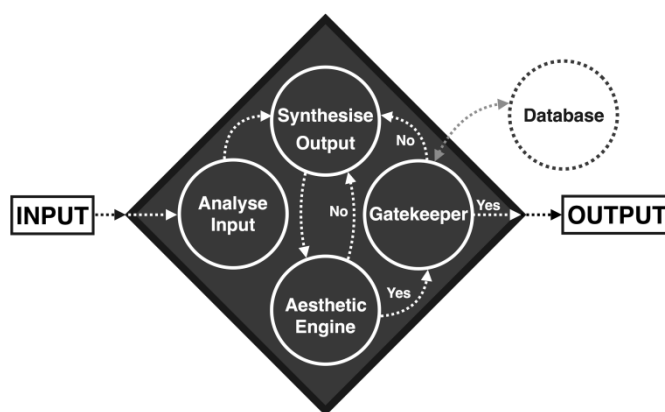 Synthesise
Output
Database
No
INPUT
Analyse
Input
No
Gatekeeper
Yes
OUTPUT
Aesthetic
Engine
Yes